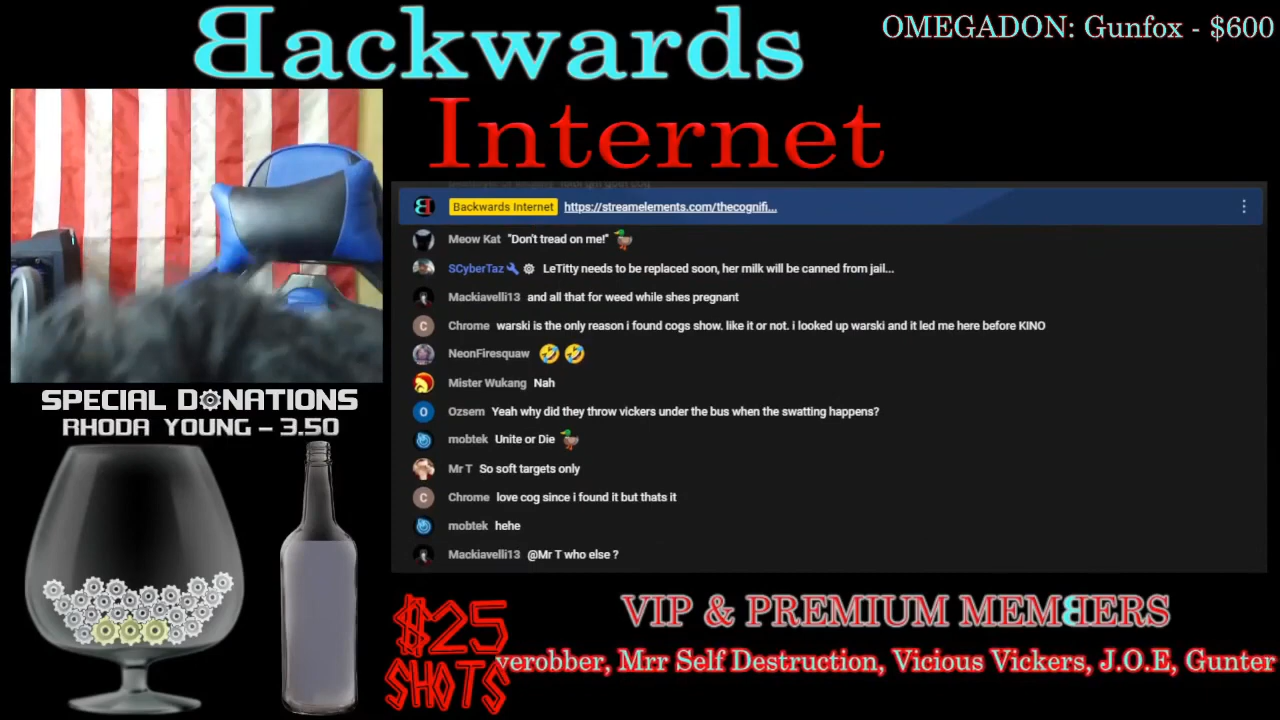 Backwards
Internet
OMEGADON: Gunfox - $600
Backwards Internet https://streamelements.com/thecognifi...
Meow Kat "Don't tread on me!"
SCyberTaz LeTitty needs to be replaced soon, her milk will be canned from jail...
Mackiavelli13 and all that for weed while shes pregnant
Chrome warski is the only reason i found cogs show. like it or not. i looked up warski and it led me here before KINO
NeonFiresquaw
Mister Wukang Nah
Ozsem Yeah why did they throw vickers under the bus when the swatting happens?
mobtek Unite or Die
Mr T So soft targets only
Chrome love cog since i found it but thats it
mobtek hehe
Mackiavelli13 @Mr T who else ?
SPECIAL DONATIONS
RHODA YOUNG – 3.50
$25
SHOTS
VIP & PREMIUM MEMBERS
verobber, Mrr Self Destruction, Vicious Vickers, J.O.E, Gunter